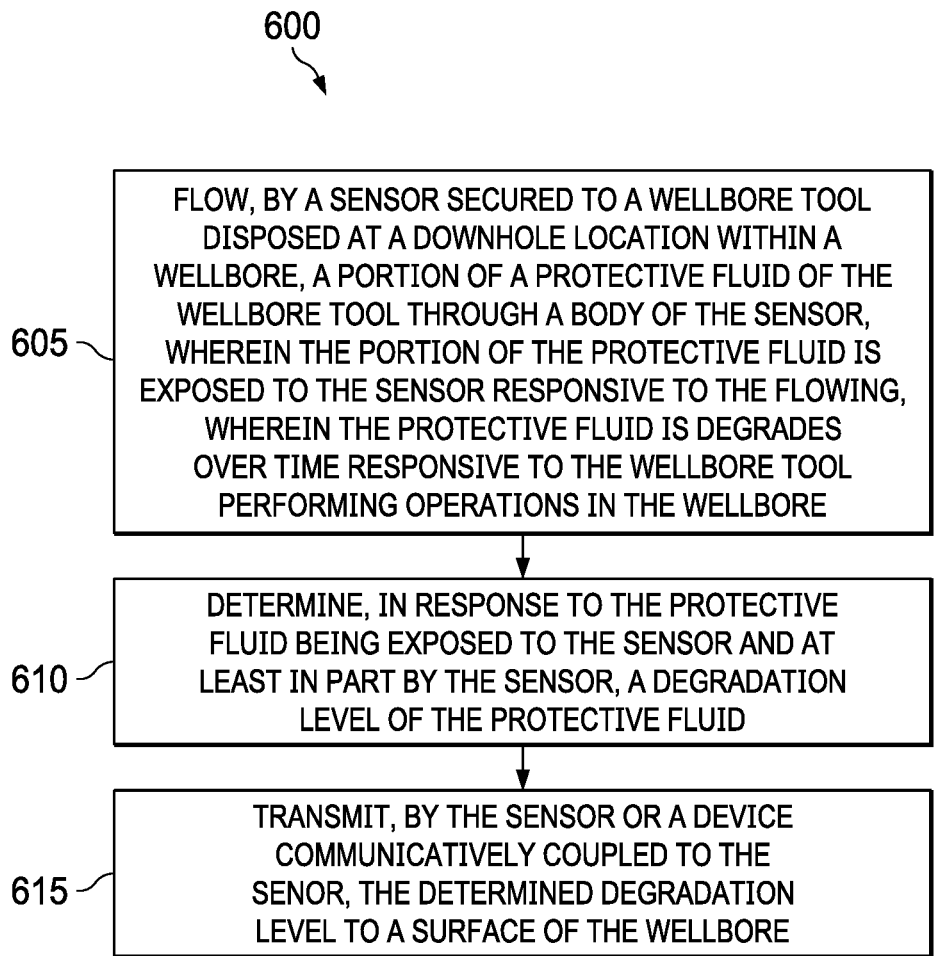 600
FLOW, BY A SENSOR SECURED TO A WELLBORE TOOL
DISPOSED AT A DOWNHOLE LOCATION WITHIN A
WELLBORE, A PORTION OF A PROTECTIVE FLUID OF THE
WELLBORE TOOL THROUGH A BODY OF THE SENSOR,
605
WHEREIN THE PORTION OF THE PROTECTIVE FLUID IS
EXPOSED TO THE SENSOR RESPONSIVE TO THE FLOWING,
WHEREIN THE PROTECTIVE FLUID IS DEGRADES
OVER TIME RESPONSIVE TO THE WELLBORE TOOL
PERFORMING OPERATIONS IN THE WELLBORE
DETERMINE, IN RESPONSE TO THE PROTECTIVE
FLUID BEING EXPOSED TO THE SENSOR AND AT
610
LEAST IN PART BY THE SENSOR, A DEGRADATION
LEVEL OF THE PROTECTIVE FLUID
TRANSMIT, BY THE SENSOR OR A DEVICE
COMMUNICATIVELY COUPLED TO THE
615
SENOR, THE DETERMINED DEGRADATION
LEVEL TO A SURFACE OF THE WELLBORE